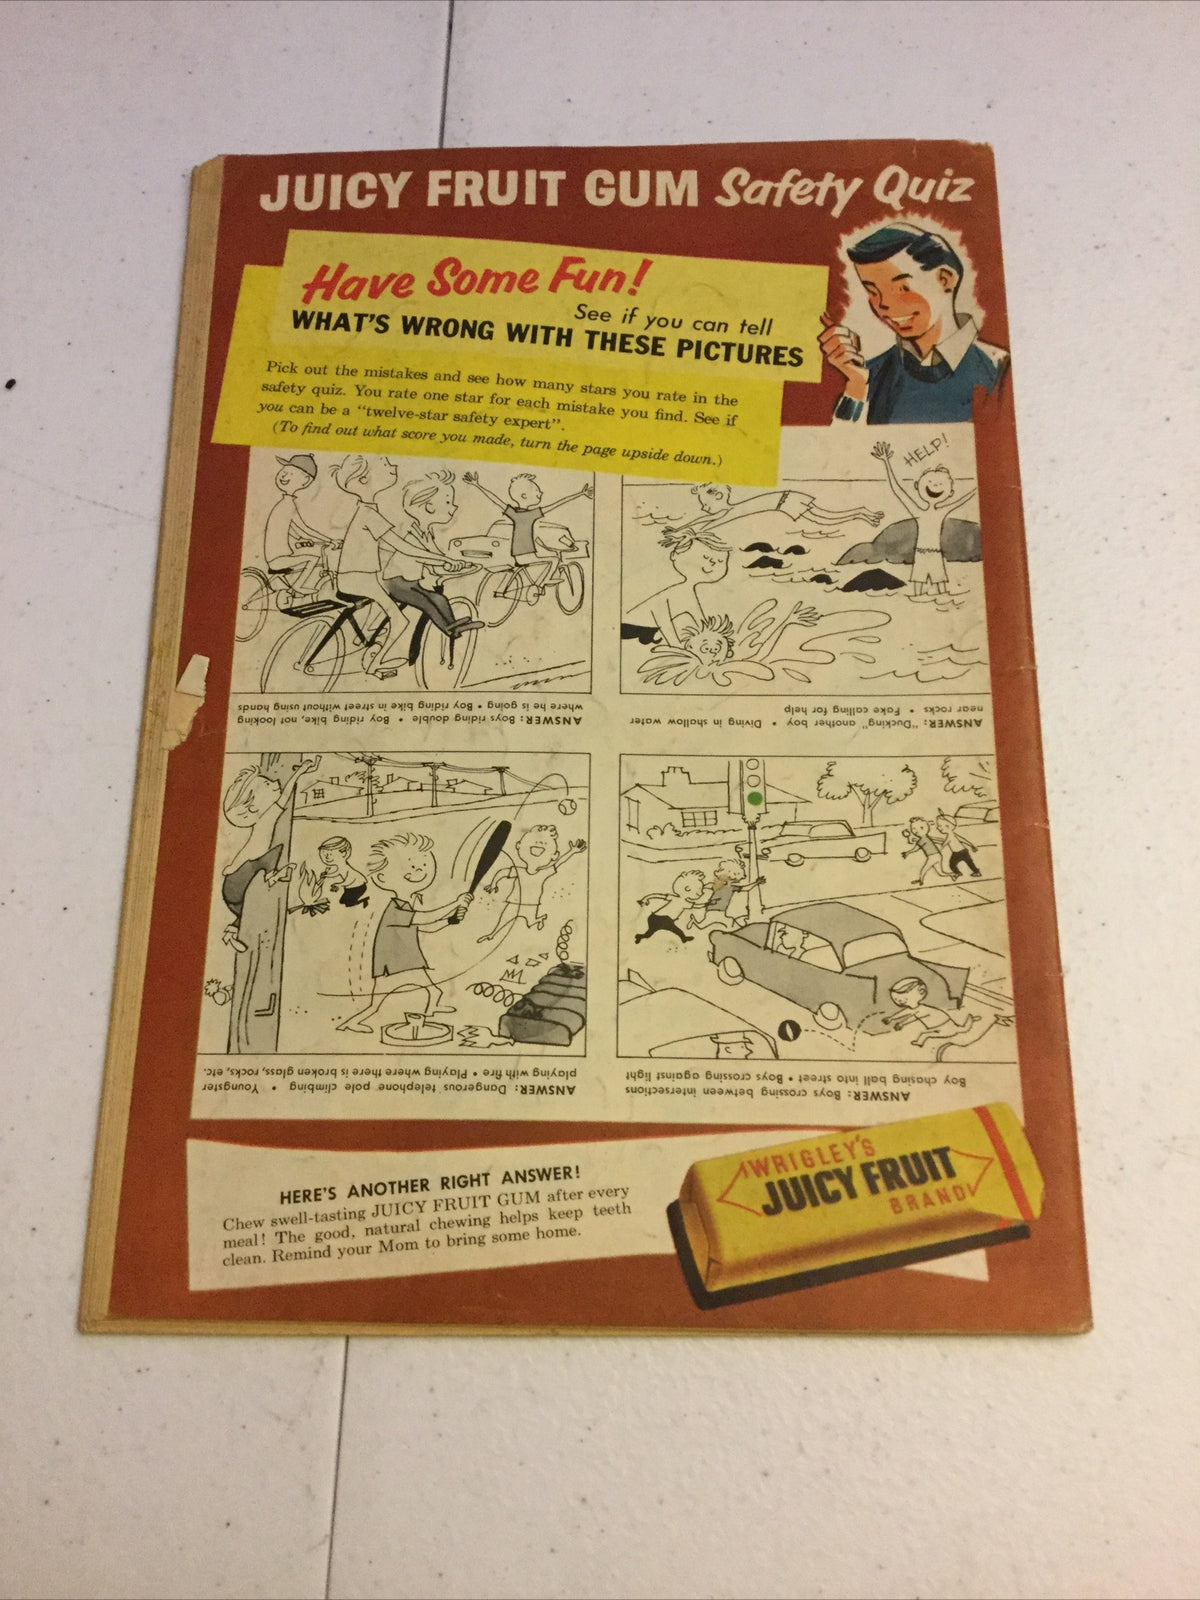 JUICY FRUIT GUM Safety Quiz
Have Some Fun!
See if you can tell
WHAT'S WRONG WITH THESE PICTURES
Pick out the mistakes and see how many stars you rate in the
safety quiz. You rate one star for each mistake you find. See if
you can be a "twelve-star safety expert".
(To find out what score you made, turn the page upside down.)
HELP!
ANSWER: Boys riding double • Boy riding bike, not looking
where he is going • Boy riding bike in street without using hands
ANSWER: "Ducking" another boy • Diving in shallow water
near rocks • Fake calling for help
ANSWER: Dangerous telephone pole climbing • Youngster
playing with fire • Playing where there is broken glass, rocks, etc.
ANSWER: Boys crossing between intersections
Boy chasing ball into street • Boys crossing against light
HERE'S ANOTHER RIGHT ANSWER!
Chew swell-tasting JUICY FRUIT GUM after every
meal! The good, natural chewing helps keep teeth
clean. Remind your Mom to bring some home.
WRIGLEY'S
JUICY FRUIT
BRAND